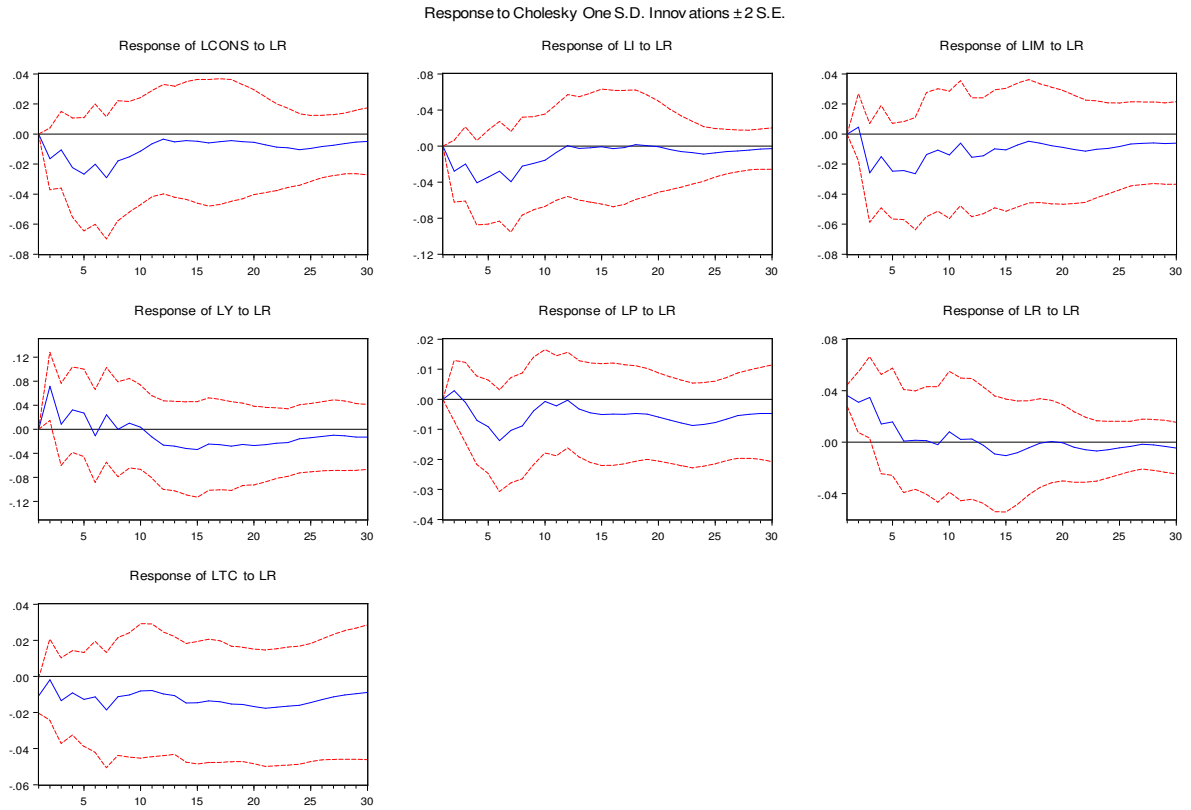 Response to Cholesky One S.D. Innovations ±2 S.E.
Response of LCONS to LR
.04
.02
.00
-.02
-.04
-.06
-.08
5 10 15 20 25 30
Response of LI to LR
.08
.04
.00
-.04
-.08
-.12
5 10 15 20 25 30
Response of LIM to LR
.04
.02
.00
-.02
-.04
-.06
-.08
5 10 15 20 25 30
Response of LY to LR
.12
.08
.04
.00
-.04
-.08
-.12
5 10 15 20 25 30
Response of LP to LR
.02
.01
.00
-.01
-.02
-.03
-.04
5 10 15 20 25 30
Response of LR to LR
.08
.04
.00
-.04
5 10 15 20 25 30
Response of LTC to LR
.04
.02
.00
-.02
-.04
-.06
5 10 15 20 25 30